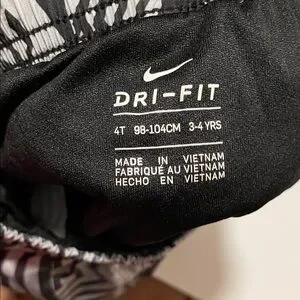 DRI-FIT
4T 98-104CM 3-4 YRS
MADE IN VIETNAM
FABRIQUÉ AU VIETNAM
HECHO EN VIETNAM